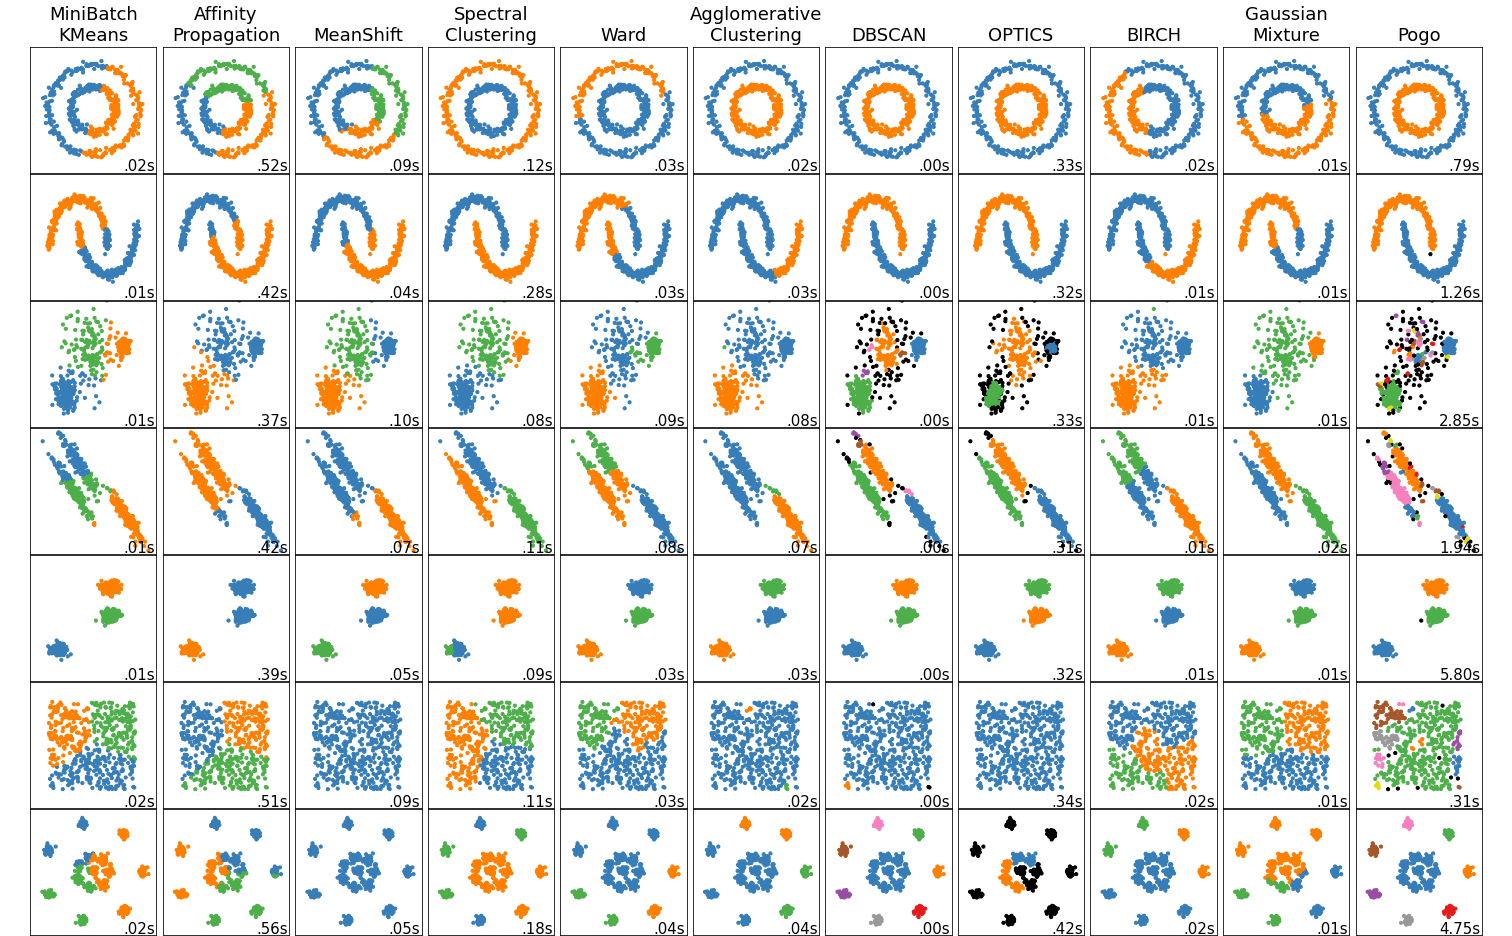 MiniBatch
KMeans
Affinity
Propagation
MeanShift
Spectral
Clustering
Ward
Agglomerative
Clustering
DBSCAN
OPTICS
BIRCH
Gaussian
Mixture
Pogo
.02s .52s .09s .12s .03s .02s .00s .33s .02s .01s .79s
.01s .42s .04s .28s .03s .03s .00s .32s .01s .01s 1.26s
.01s .37s .10s .08s .09s .08s .00s .33s .01s .01s 2.85s
.01s .42s .07s .11s .08s .07s .00s .31s .01s .02s 1.94s
.01s .39s .05s .09s .03s .03s .00s .32s .01s .01s 5.80s
.02s .51s .09s .11s .03s .02s .00s .34s .02s .01s .31s
.02s .56s .05s .18s .04s .04s .00s .42s .02s .01s 4.75s